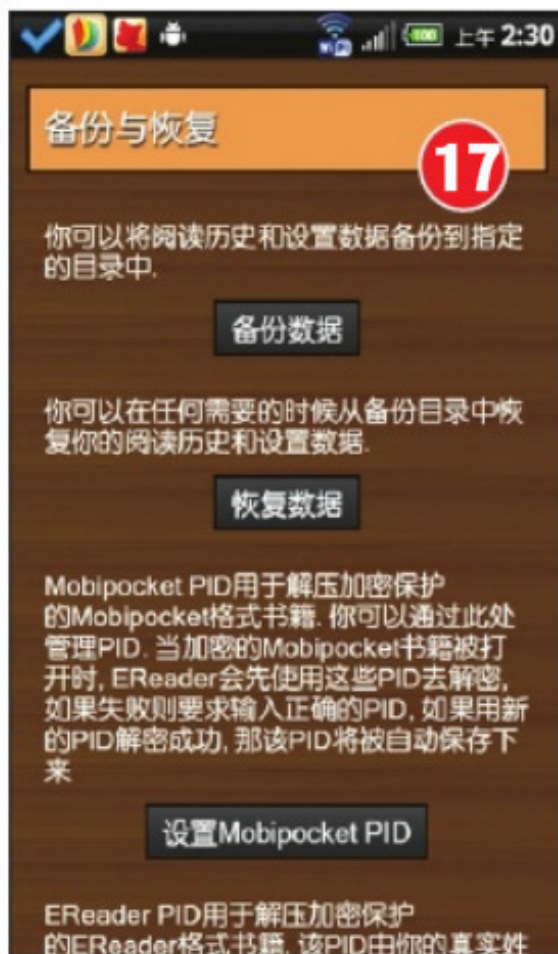 上午 2:30
备份与恢复
17
你可以将阅读历史和设置数据备份到指定
的目录中.
备份数据
你可以在任何需要的时候从备份目录中恢
复你的阅读历史和设置数据.
恢复数据
Mobipocket PID用于解压加密保护
的Mobipocket格式书籍. 你可以通过此处
管理PID. 当加密的Mobipocket书籍被打
开时, EReader会先使用这些PID去解密,
如果失败则要求输入正确的PID, 如果用新
的PID解密成功, 那该PID将被自动保存下
来
设置Mobipocket PID
EReader PID用于解压加密保护
的EReader格式书籍. 该PID由你的真实姓